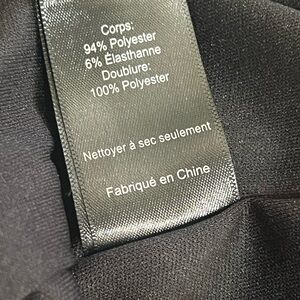 Corps:
94% Polyester
6% Élasthanne
Doublure:
100% Polyester
Nettoyer à sec seulement
Fabriqué en Chine